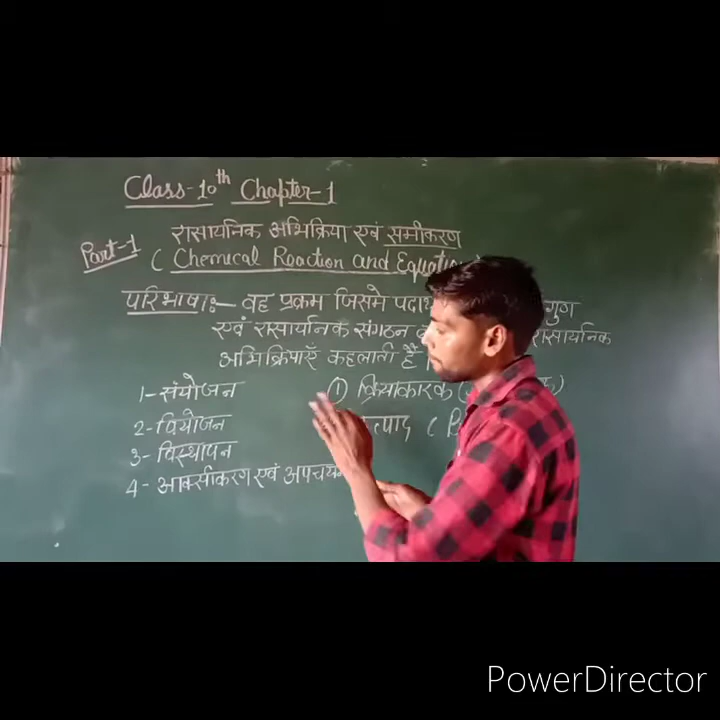 Class-10th Chapter-1
रासायनिक अभिक्रिया एवं समीकरण
Part-1
( Chemical Reaction and Equation
परिभाषा:- वह प्रक्रम जिसमे गुण
एवं रासायनिक संगठन रासायनिक
अभिक्रिपाएँ कहलाती हैं
1-संयोजन
① क्रियाकारक (
2-वियोजन
( P
3-विस्थापन
4-आक्सीकरण एवं अपचयन
PowerDirector